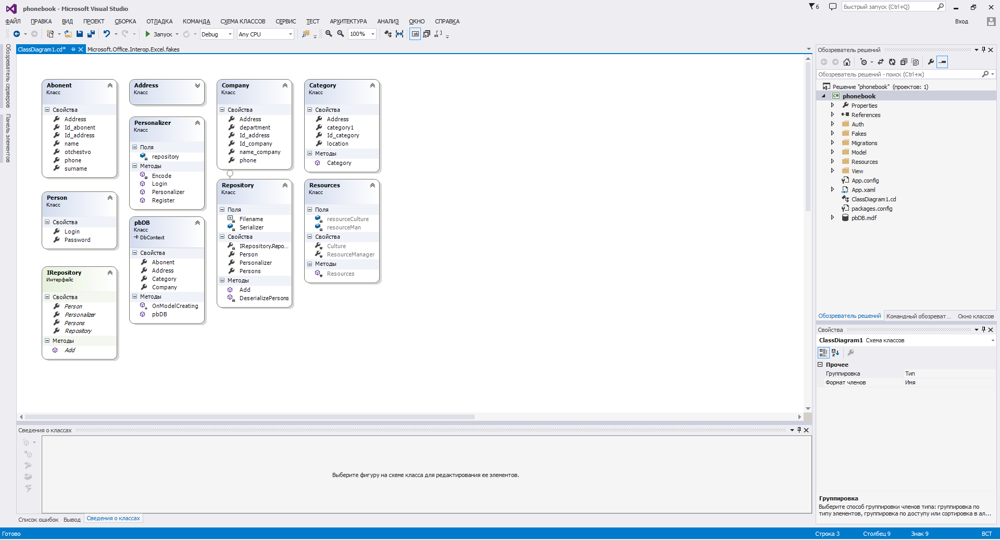 phonebook - Microsoft Visual Studio
6
Быстрый запуск (Ctrl+Q)
ФАЙЛ ПРАВКА ВИД ПРОЕКТ СБОРКА ОТЛАДКА КОМАНДА СХЕМА КЛАССОВ СЕРВИС ТЕСТ АРХИТЕКТУРА АНАЛИЗ ОКНО СПРАВКА
Вход
Запуск Debug Any CPU 100%
Обозреватель серверов
Панель элементов
ClassDiagram1.cd* Microsoft.Office.Interop.Excel.fakes
Abonent
Класс
Свойства
Address
Id_abonent
Id_address
name
otchestvo
phone
surname
Person
Класс
Свойства
Login
Password
IRepository
Интерфейс
Свойства
Person
Personalizer
Persons
Repository
Методы
Add
Address
Класс
Personalizer
Класс
Поля
repository
Методы
Encode
Login
Personalizer
Register
pbDB
Класс
DbContext
Свойства
Abonent
Address
Category
Company
Методы
OnModelCreating
pbDB
Company
Класс
Свойства
Address
department
Id_address
Id_company
name_company
phone
Repository
Класс
Поля
Filename
Serializer
Свойства
IRepository.Repo...
Person
Personalizer
Persons
Методы
Add
DeserializePersons
Category
Класс
Свойства
Address
category1
Id_category
location
Методы
Category
Resources
Класс
Поля
resourceCulture
resourceMan
Свойства
Culture
ResourceManager
Методы
Resources
Сведения о классах
Выберите фигуру на схеме класса для редактирования ее элементов.
Список ошибок Вывод Сведения о классах
Обозреватель решений
Обозреватель решений - поиск (Ctrl+ж)
Решение "phonebook" (проектов: 1)
C# phonebook
Properties
References
Auth
Fakes
Migrations
Model
Resources
View
App.config
App.xaml
ClassDiagram1.cd
packages.config
pbDB.mdf
Обозреватель решений Командный обозреват... Окно классов
Свойства
ClassDiagram1 Схема классов
Прочее
Группировка Тип
Формат членов Имя
Группировка
Выберите способ группировки членов типа: группировка по
типу элементов, группировка по доступу или сортировка в ал...
Готово
Строка 3 Столбец 9 Знак 9 ВСТ